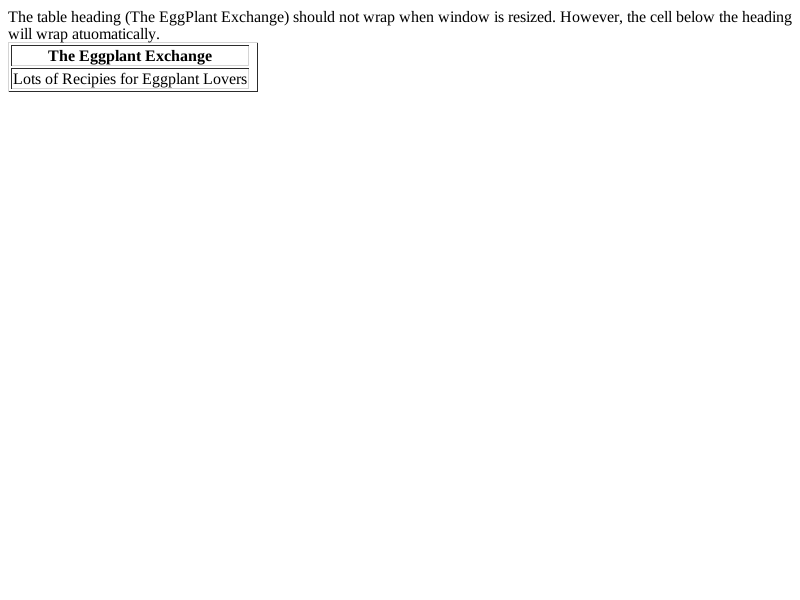 The table heading (The EggPlant Exchange) should not wrap when window is resized. However, the cell below the heading
will wrap atuomatically.
The Eggplant Exchange
Lots of Recipies for Eggplant Lovers